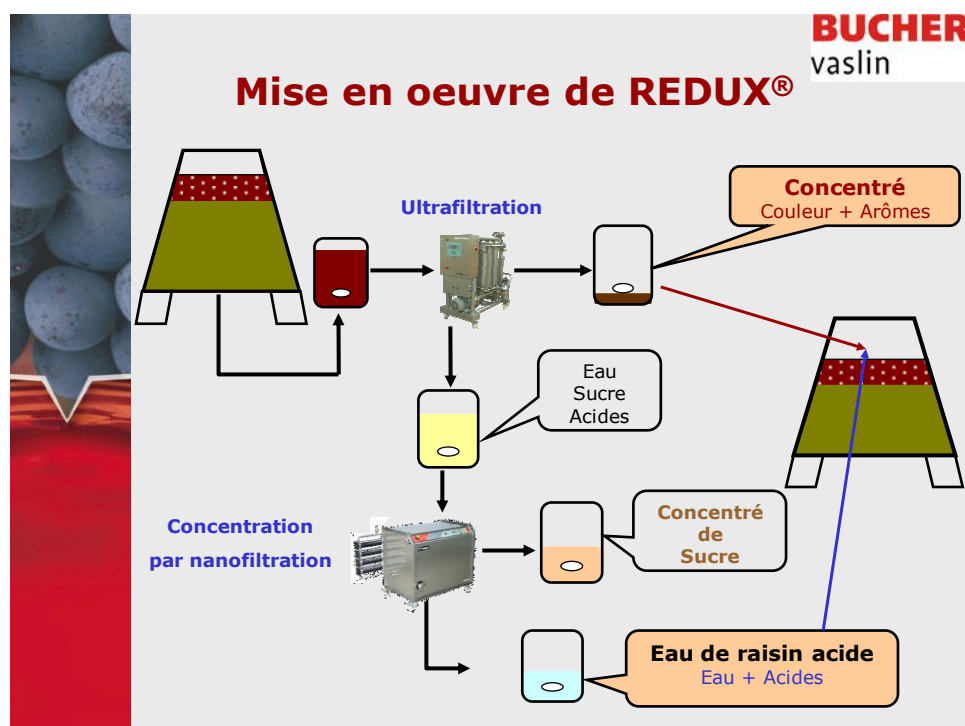 BUCHER
vaslin
Mise en oeuvre de REDUX®
Ultrafiltration
Concentré
Couleur + Arômes
Eau
Sucre
Acides
Concentration
par nanofiltration
Concentré
de
Sucre
Eau de raisin acide
Eau + Acides